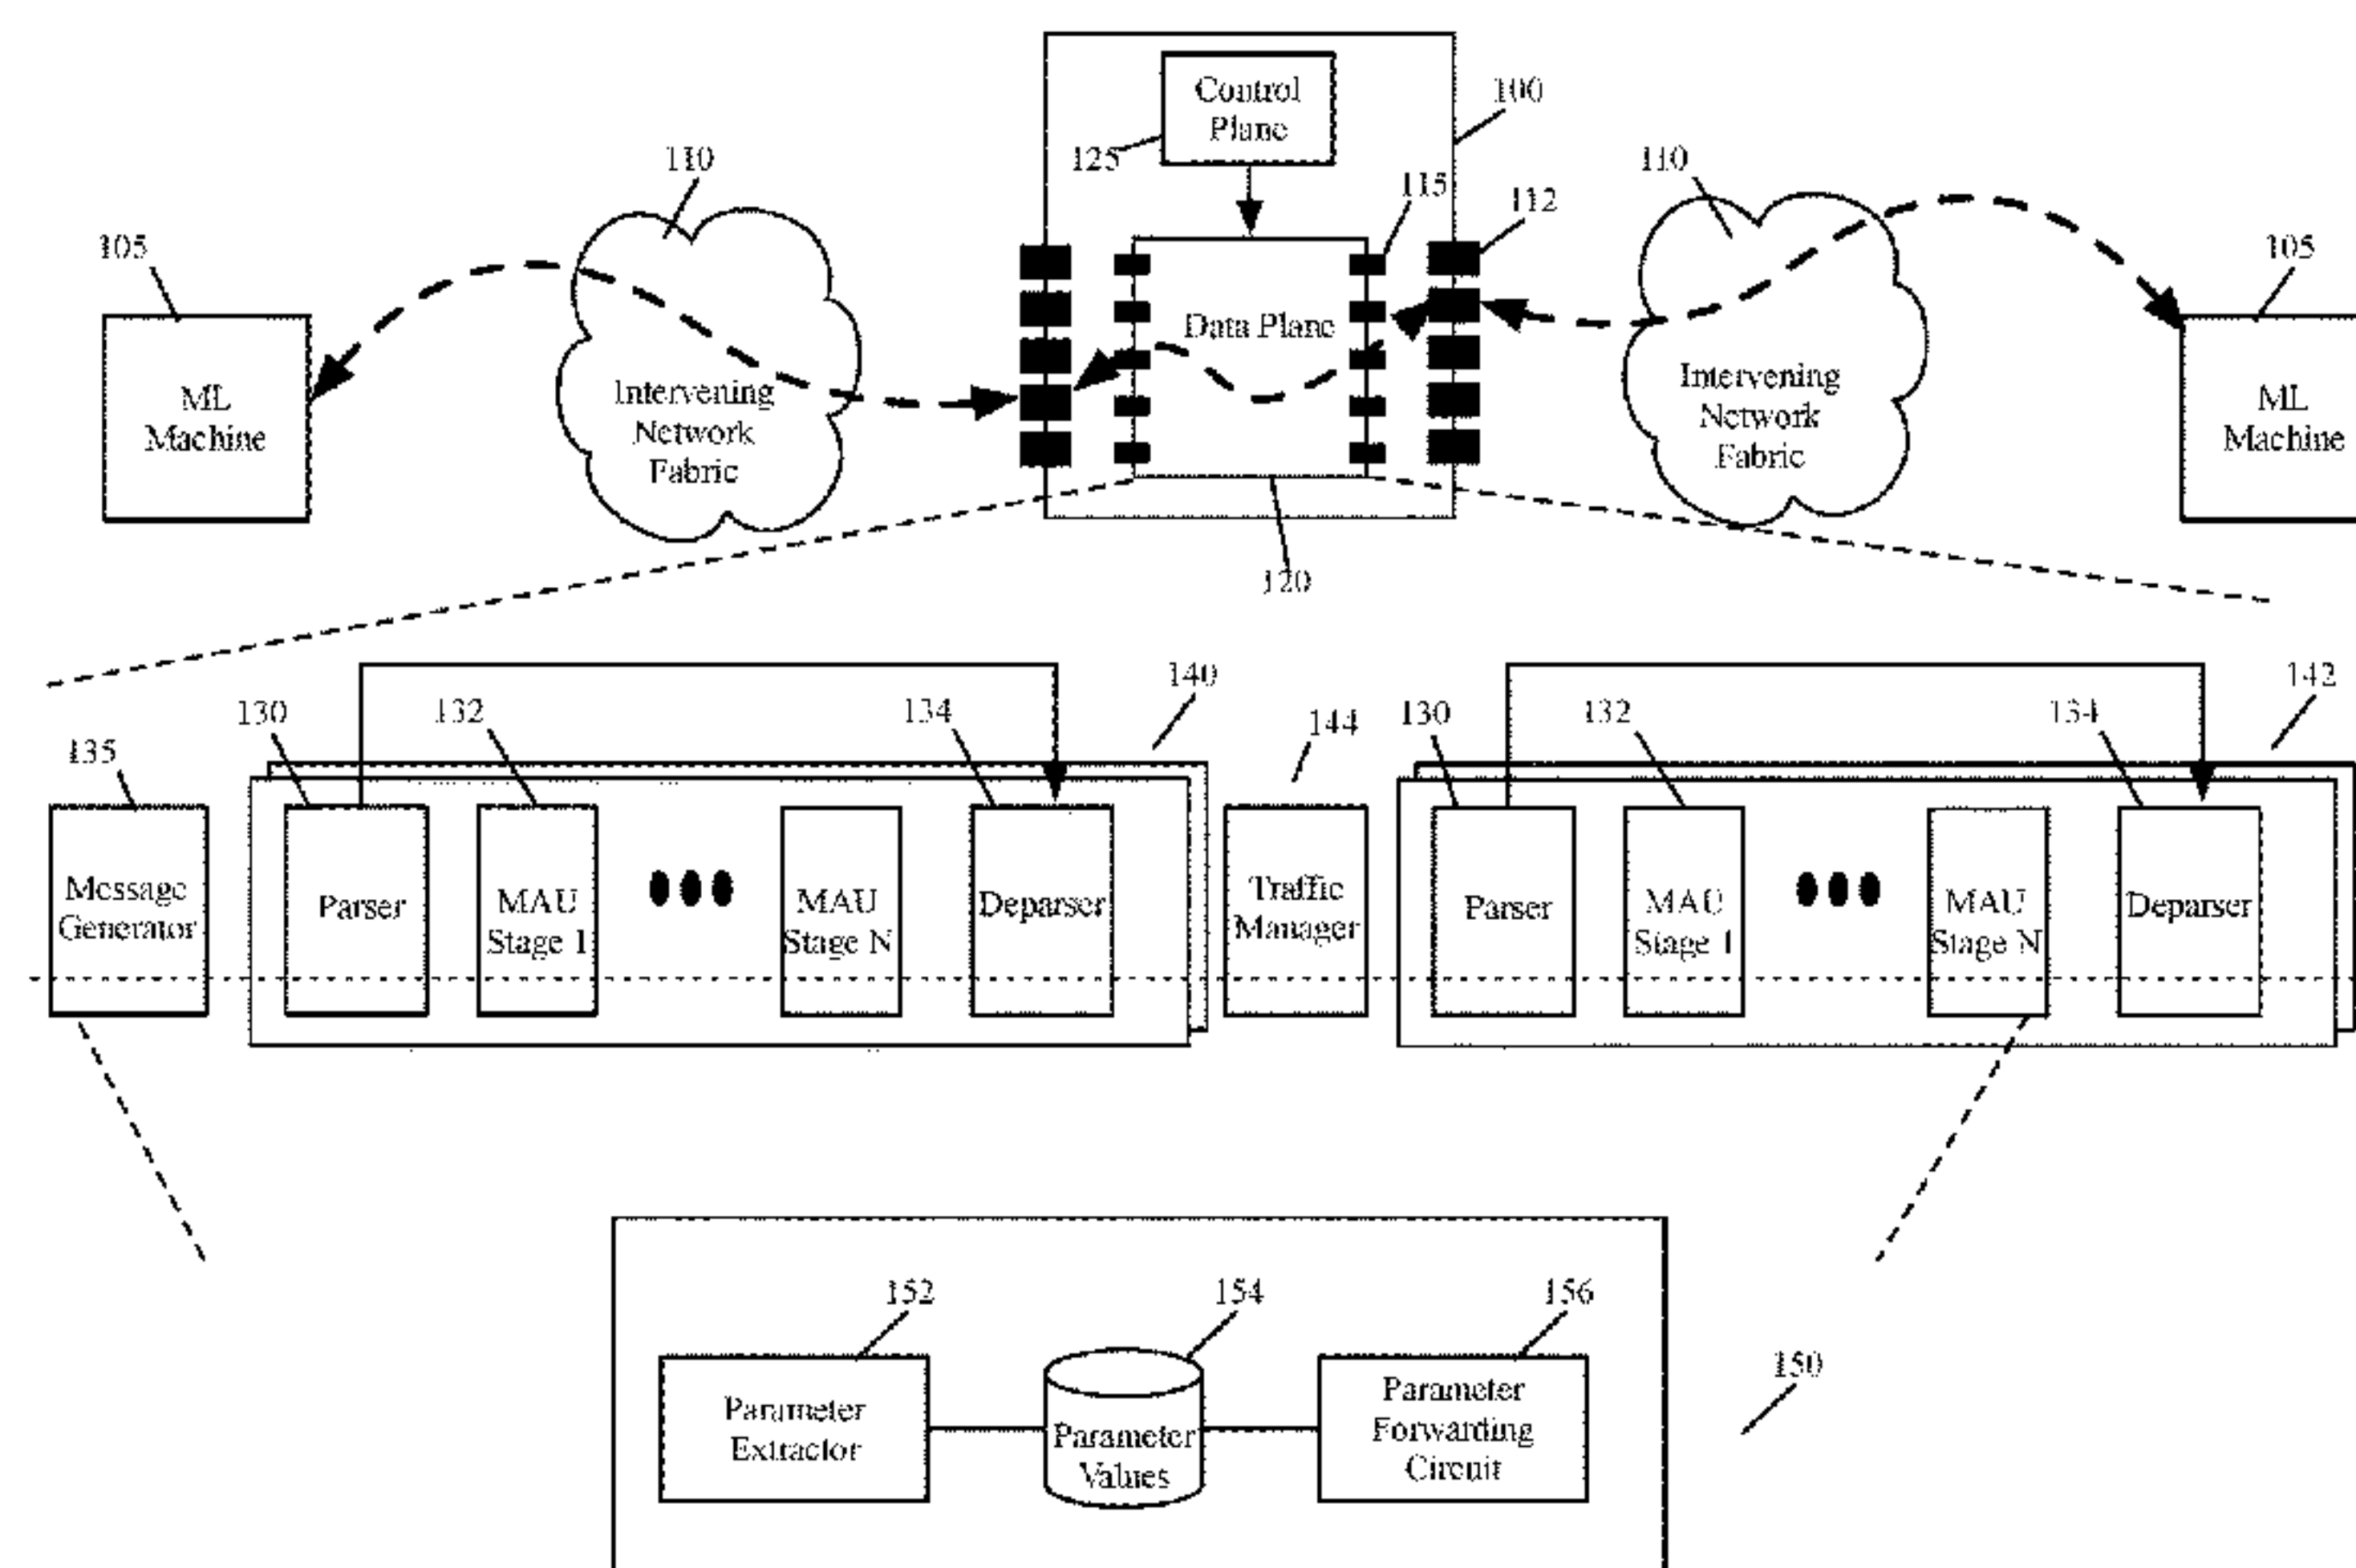 Control
Plane
100
125
110
115
112
110
105
105
ML
Machine
Intervening
Network
Fabric
Data Plane
Intervening
Network
Fabric
ML
Machine
120
140
142
130
132
134
144
130
132
134
135
Message
Generator
Parser
MAU
Stage 1
MAU
Stage N
Deparser
Traffic
Manager
Parser
MAU
Stage 1
MAU
Stage N
Deparser
152
154
156
150
Parameter
Extractor
Parameter
Values
Parameter
Forwarding
Circuit